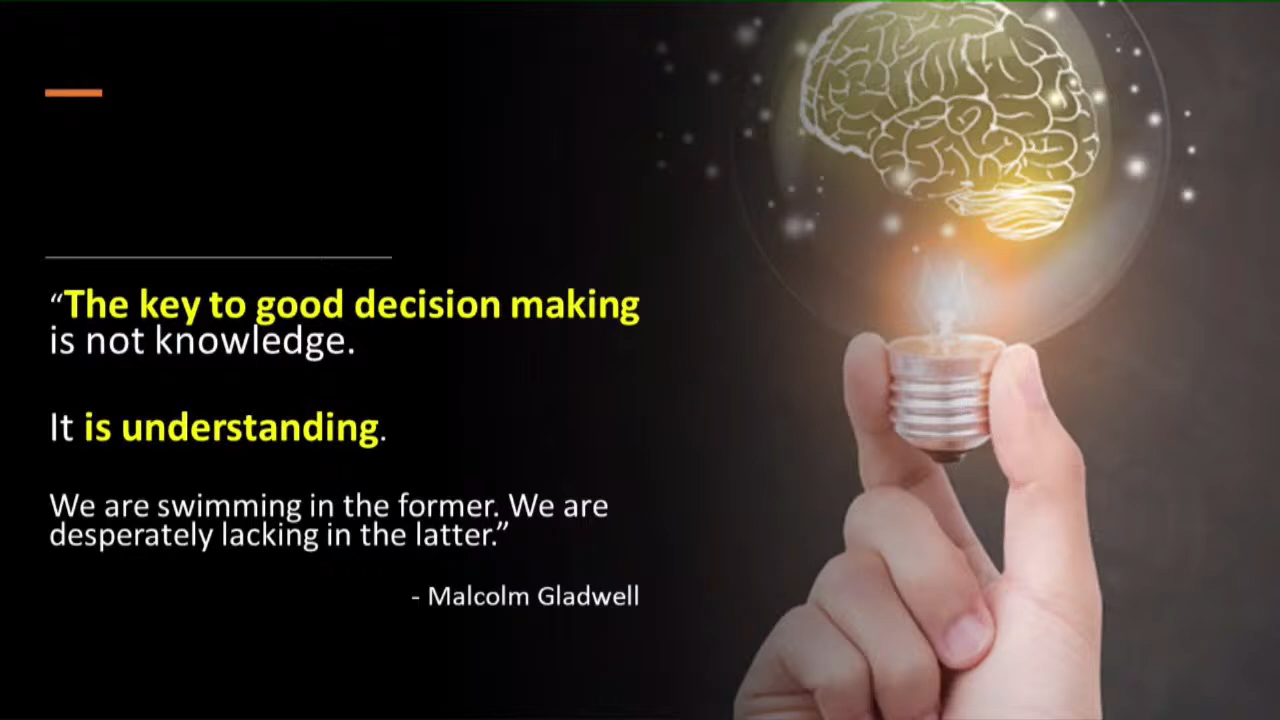 “The key to good decision making
is not knowledge.
It is understanding.
We are swimming in the former. We are
desperately lacking in the latter.”
- Malcolm Gladwell